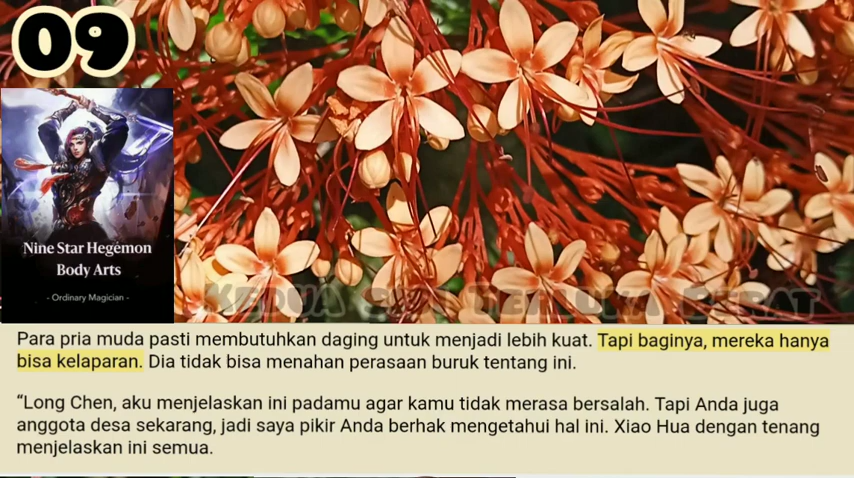 09
Nine Star Hegemon
Body Arts
- Ordinary Magician -
Para pria muda pasti membutuhkan daging untuk menjadi lebih kuat. Tapi baginya, mereka hanya
bisa kelaparan. Dia tidak bisa menahan perasaan buruk tentang ini.
“Long Chen, aku menjelaskan ini padamu agar kamu tidak merasa bersalah. Tapi Anda juga
anggota desa sekarang, jadi saya pikir Anda berhak mengetahui hal ini. Xiao Hua dengan tenang
menjelaskan ini semua.